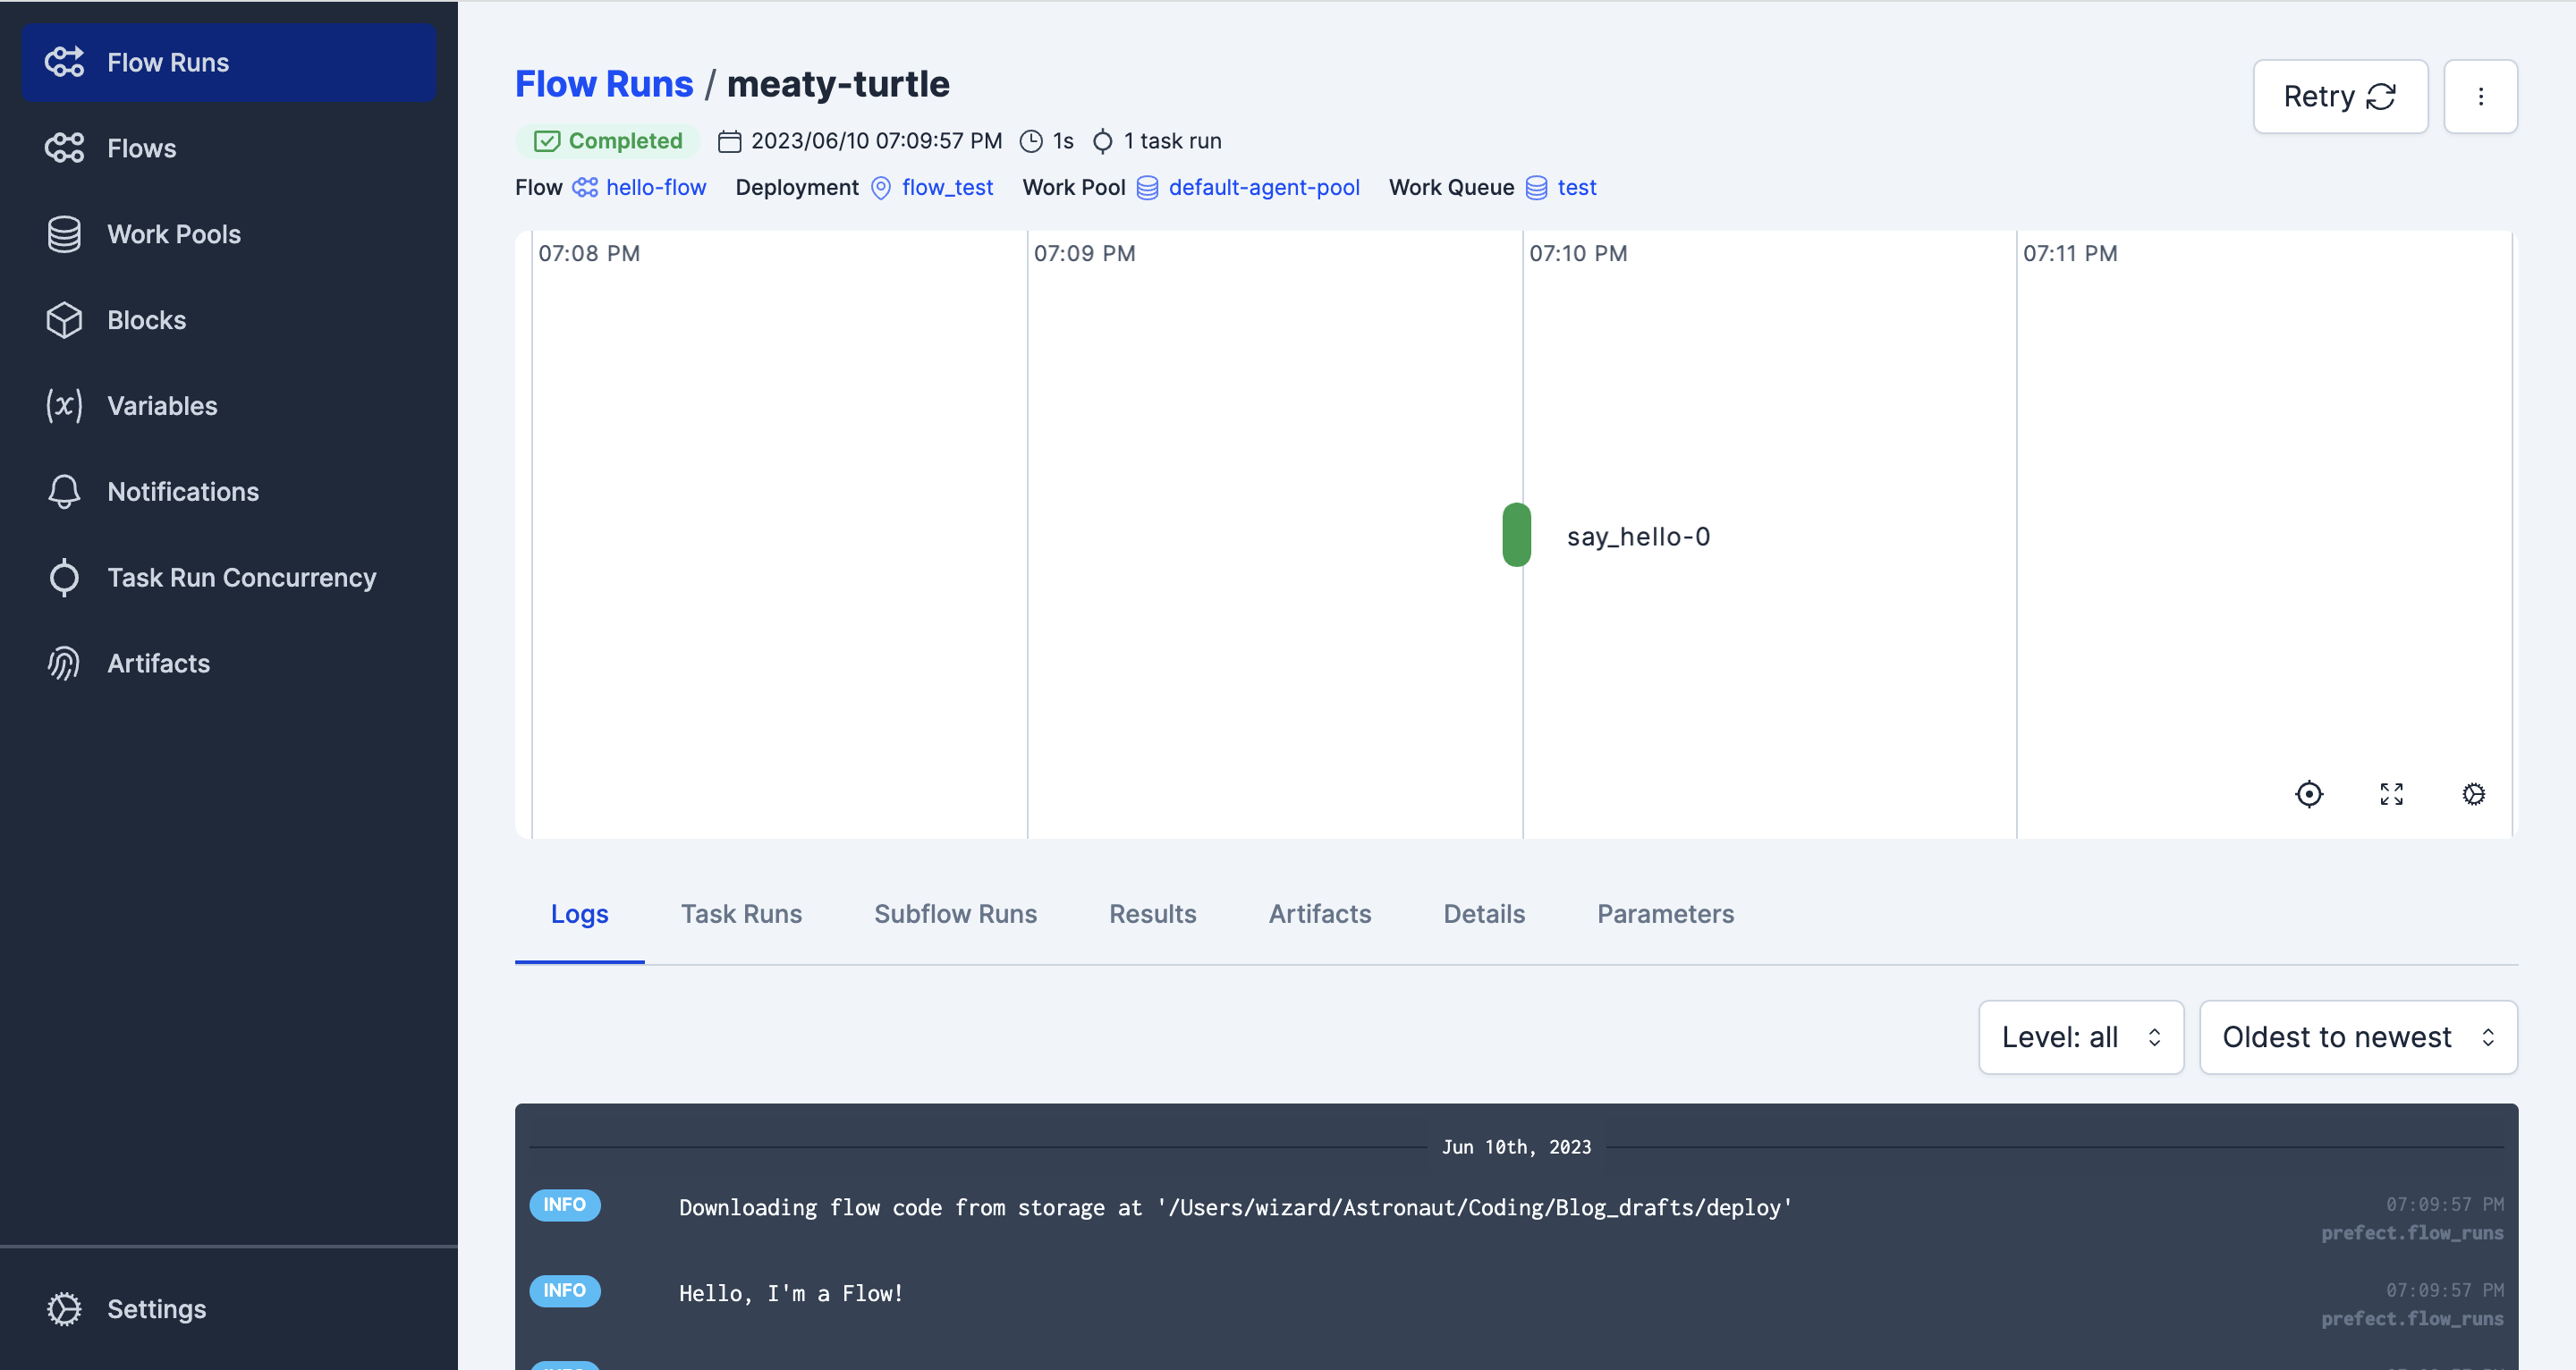 Flow Runs
Flows
Work Pools
Blocks
(x) Variables
Notifications
Task Run Concurrency
Artifacts
Settings
Flow Runs / meaty-turtle
Retry
Completed 2023/06/10 07:09:57 PM 1s 1 task run
Flow hello-flow Deployment flow_test Work Pool default-agent-pool Work Queue test
07:08 PM 07:09 PM 07:10 PM 07:11 PM
say_hello-0
Logs Task Runs Subflow Runs Results Artifacts Details Parameters
Level: all Oldest to newest
Jun 10th, 2023
INFO Downloading flow code from storage at '/Users/wizard/Astronaut/Coding/Blog_drafts/deploy' 07:09:57 PM
prefect.flow_runs
INFO Hello, I'm a Flow! 07:09:57 PM
prefect.flow_runs